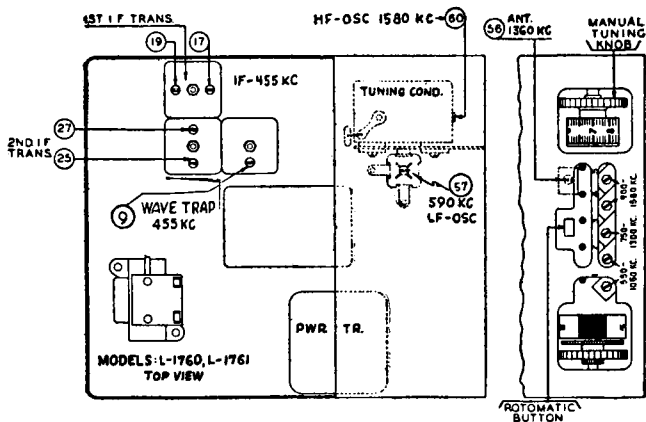 1ST I F TRANS.
19
17
HF-OSC 1580 KC
60
56
ANT.
1360 KC
MANUAL
TUNING
KNOB
IF-455 KC
TUNING COND.
27
2ND I F
TRANS.
25
9
WAVE TRAP
455 KC
57
590 KC
LF-OSC
900-
1580 KC.
750-
1300 KC.
550-
1050 KC.
PWR TR.
MODELS: L-1760, L-1761
TOP VIEW
ROTOMATIC
BUTTON